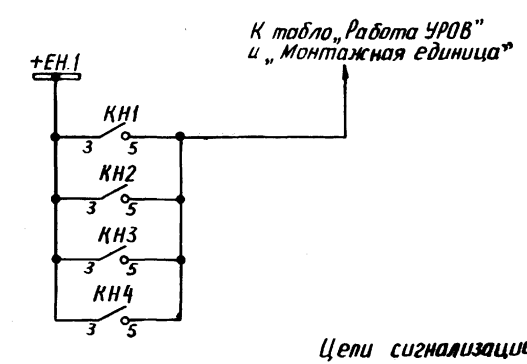 К табло „Работа УРОВ"
и „Монтажная единица"
+ЕН.1
КН1
3 5
КН2
3 5
КН3
3 5
КН4
3 5
Цепи сигнализации